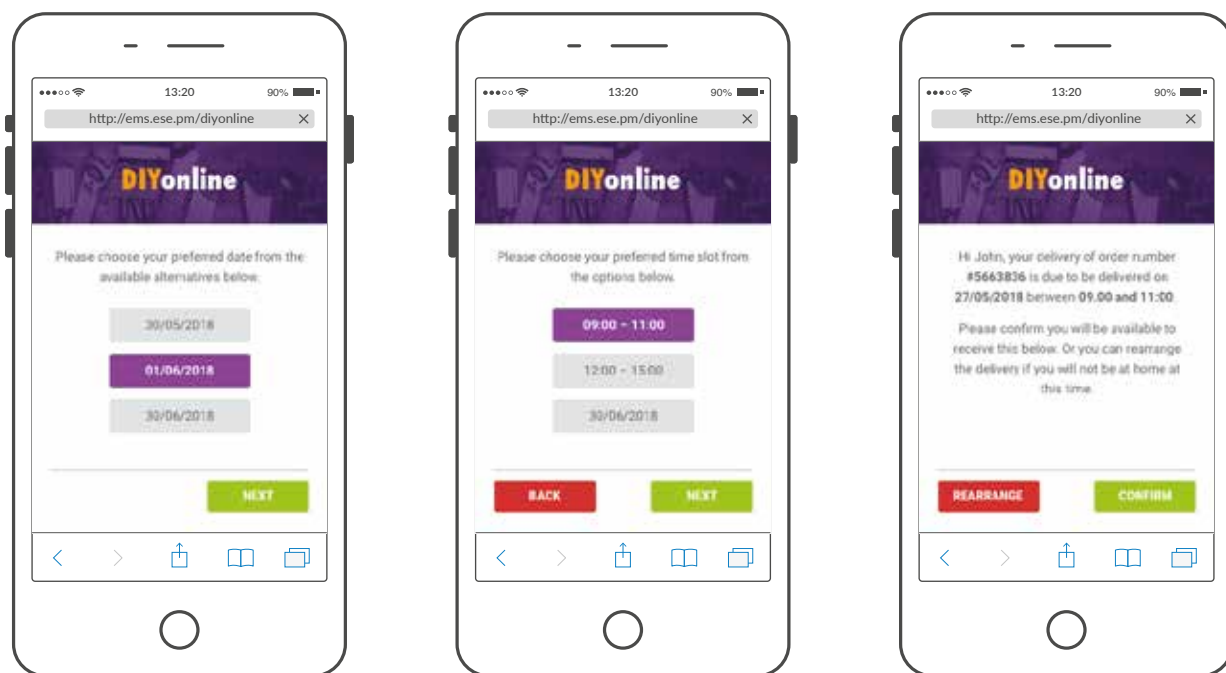 13:20 90%
http://ems.ese.pm/diyonline
DIYonline
Please choose your preferred date from the
available alternatives below.
30/05/2018
01/06/2018
30/06/2018
NEXT
13:20 90%
http://ems.ese.pm/diyonline
DIYonline
Please choose your preferred time slot from
the options below.
09:00 – 11:00
12:00 – 15:00
30/06/2018
BACK NEXT
13:20 90%
http://ems.ese.pm/diyonline
DIYonline
Hi John, your delivery of order number
#5663836 is due to be delivered on
27/05/2018 between 09.00 and 11:00
Please confirm you will be available to
receive this below. Or you can rearrange
the delivery if you will not be at home at
this time.
REARRANGE CONFIRM